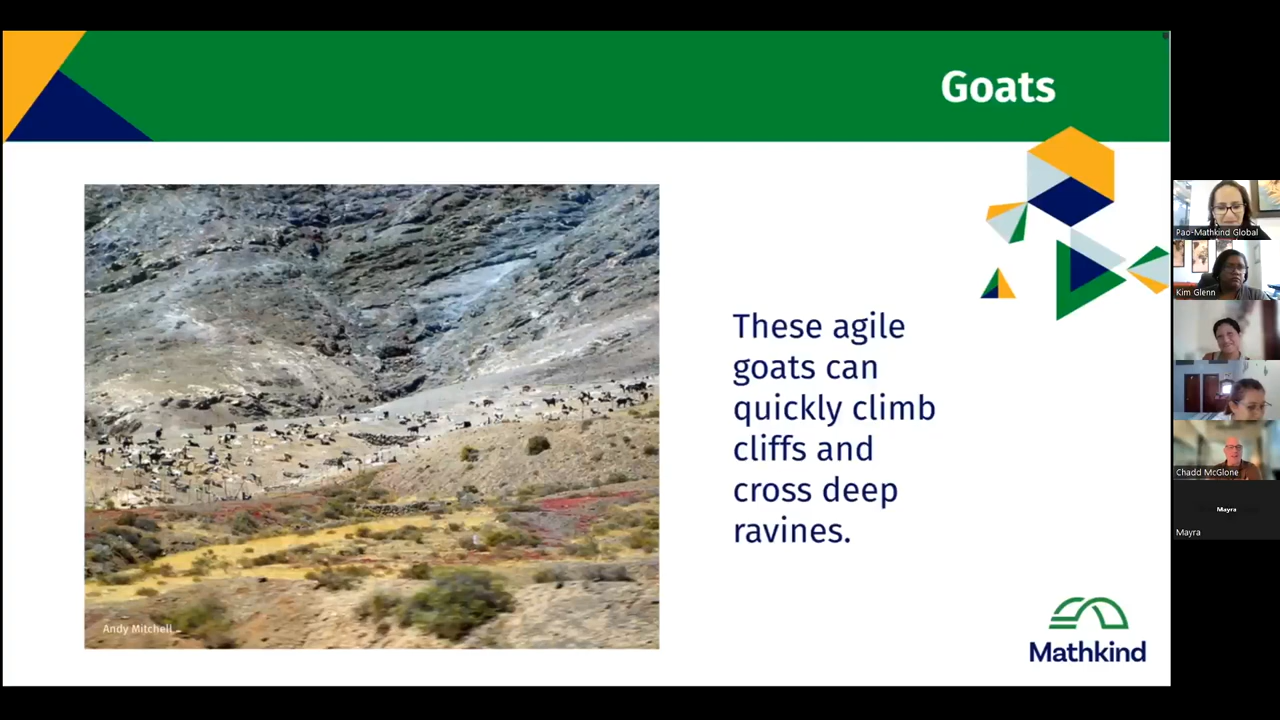 Goats
These agile
goats can
quickly climb
cliffs and
cross deep
ravines.
Andy Mitchell
Mathkind
Pao-Mathkind Global
Kim Glenn
Chadd McGlone
Mayra
Mayra